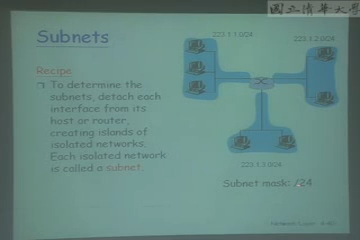 國立清華大學
Subnets
223.1.1.0/24
223.1.2.0/24
Recipe
❒ To determine the
subnets, detach each
interface from its
host or router,
creating islands of
isolated networks.
Each isolated network
is called a subnet.
223.1.3.0/24
Subnet mask: /24
Network Layer